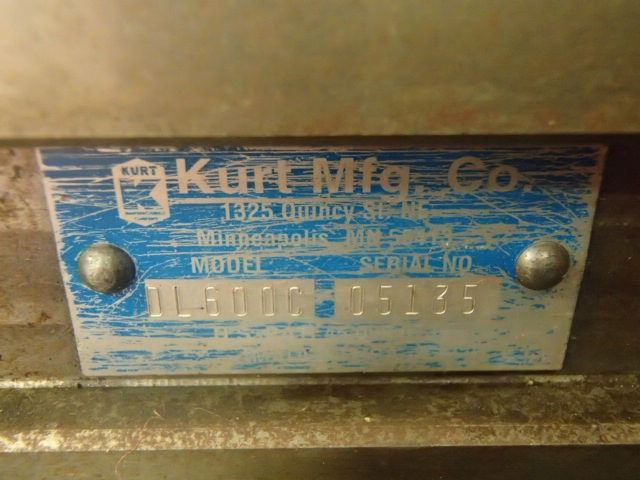 KURT
Kurt Mfg. Co.
1325 Quincy St. NE
Minneapolis MN
MODEL SERIAL NO.
DL600C 05135